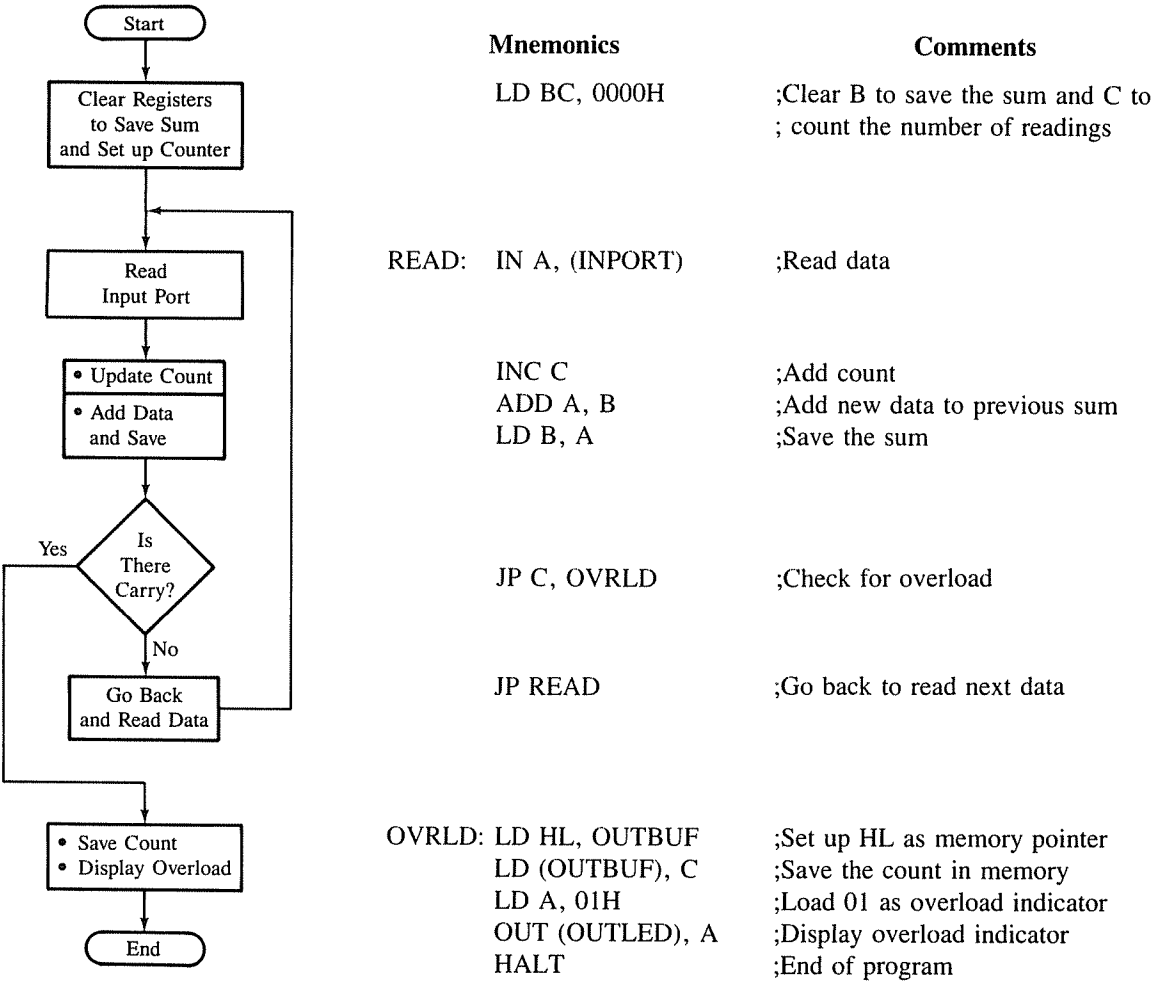 Start
Mnemonics
Comments
Clear Registers
to Save Sum
and Set up Counter
LD BC, 0000H
;Clear B to save the sum and C to
; count the number of readings
Read
Input Port
READ: IN A, (INPORT) ;Read data
• Update Count
• Add Data
and Save
INC C ;Add count
ADD A, B ;Add new data to previous sum
LD B, A ;Save the sum
Yes
Is
There
Carry?
No
JP C, OVRLD ;Check for overload
Go Back
and Read Data
JP READ ;Go back to read next data
• Save Count
• Display Overload
OVRLD: LD HL, OUTBUF ;Set up HL as memory pointer
LD (OUTBUF), C ;Save the count in memory
LD A, 01H ;Load 01 as overload indicator
OUT (OUTLED), A ;Display overload indicator
HALT ;End of program
End